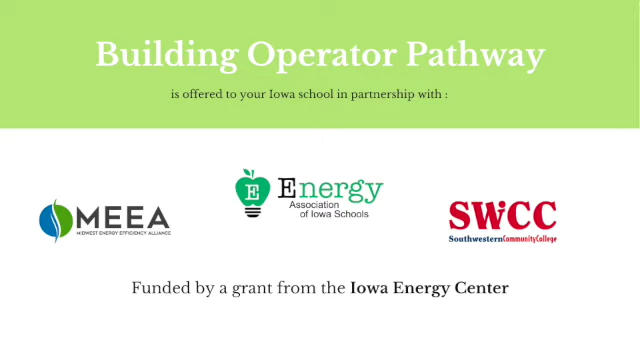 Building Operator Pathway
is offered to your Iowa school in partnership with :
MEEA
MIDWEST ENERGY EFFICIENCY ALLIANCE
E Energy
Association
of Iowa Schools
SWCC
SouthwesternCommunityCollege
Funded by a grant from the Iowa Energy Center